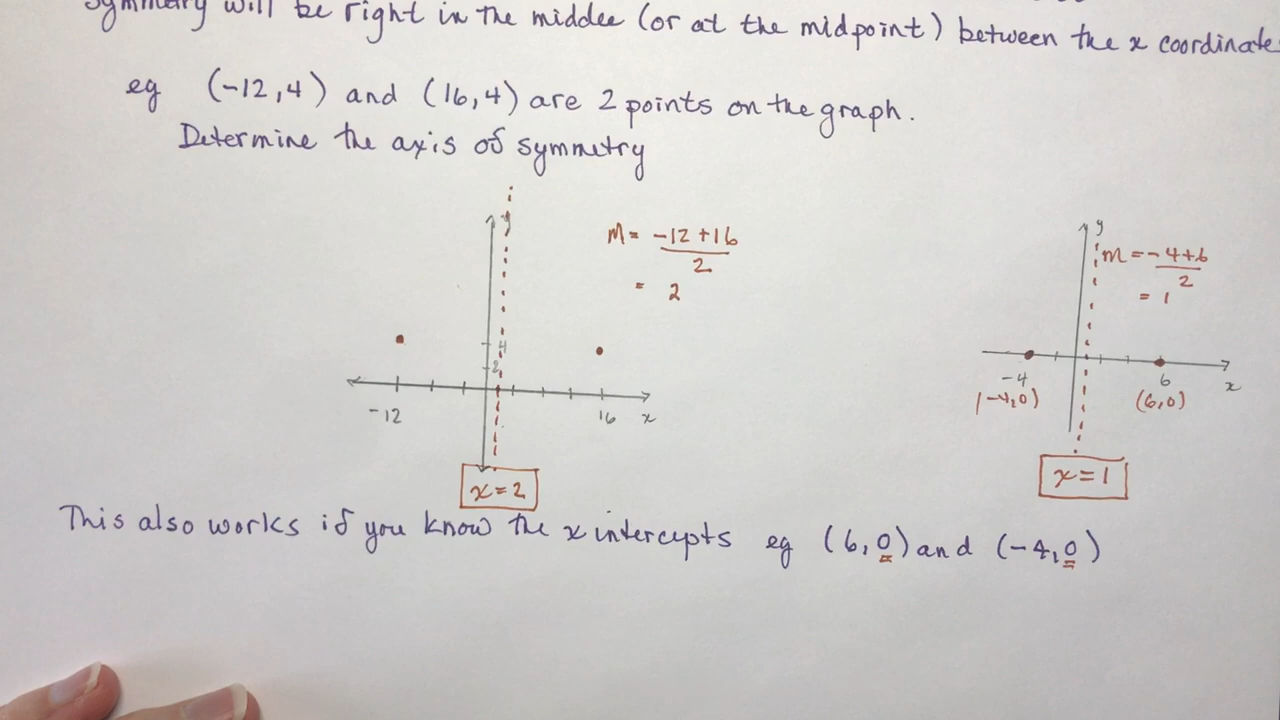 symmetry will be right in the middle (or at the midpoint) between the x coordinate
eg (-12,4) and (16,4) are 2 points on the graph.
Determine the axis of symmetry
y
M = -12 +16
2
= 2
4
2
-12
16
x
x = 2
y
m = -4+6
2
= 1
-4
6
x
(-4,0)
(6,0)
x = 1
This also works if you know the x intercepts eg (6,0) and (-4,0)